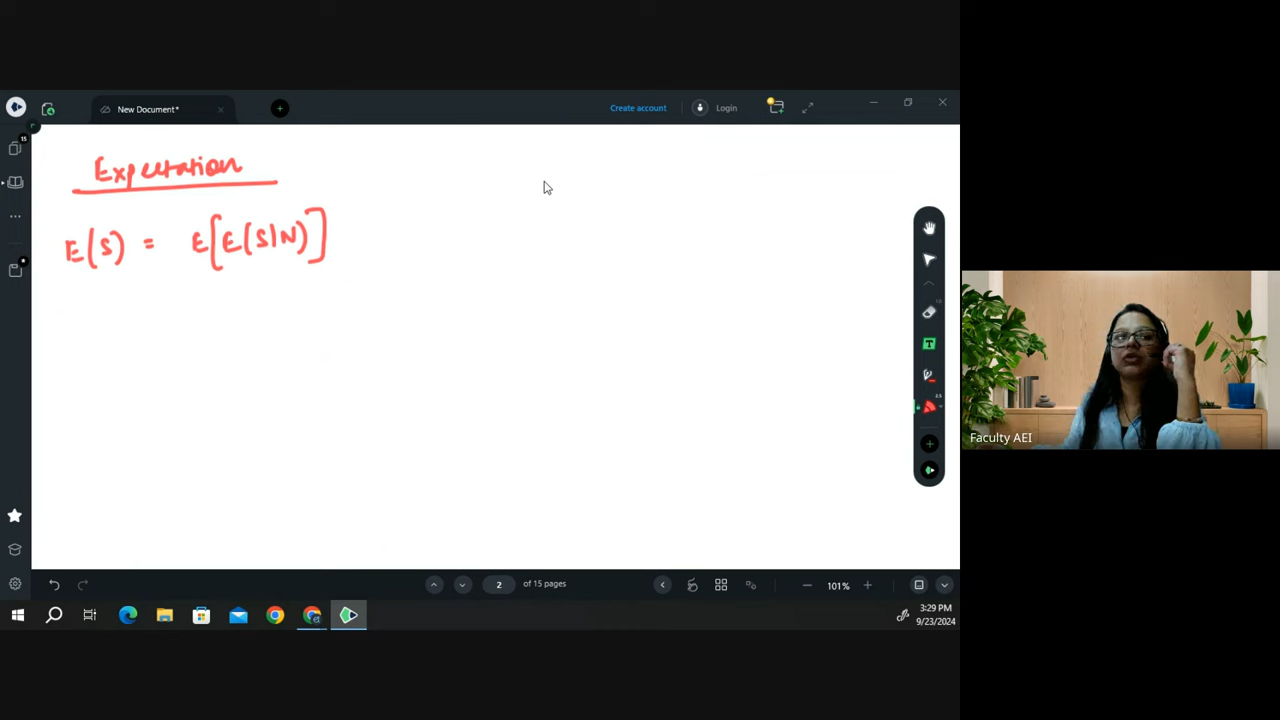 New Document*
Create account
Login
15
Expectation
E(S) = E[E(S|N)]
T
Faculty AEI
2
of 15 pages
101%
3:29 PM
9/23/2024